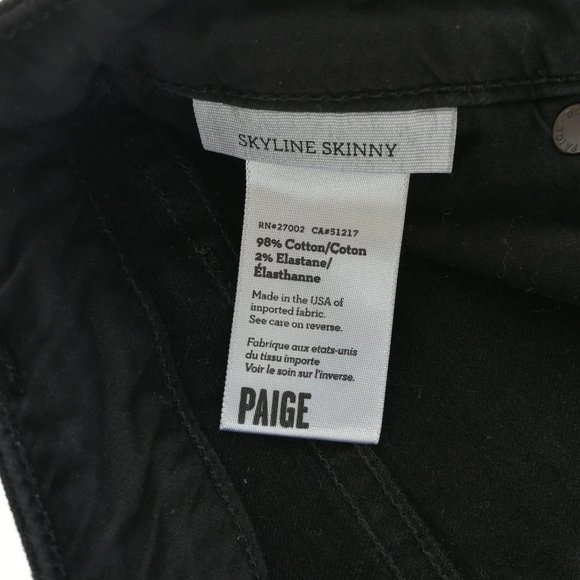 SKYLINE SKINNY
RN#27002 CA#51217
98% Cotton/Coton
2% Elastane/
Élasthanne
Made in the USA of
imported fabric.
See care on reverse.
Fabrique aux etats-unis
du tissu importe
Voir le soin sur l'inverse.
PAIGE